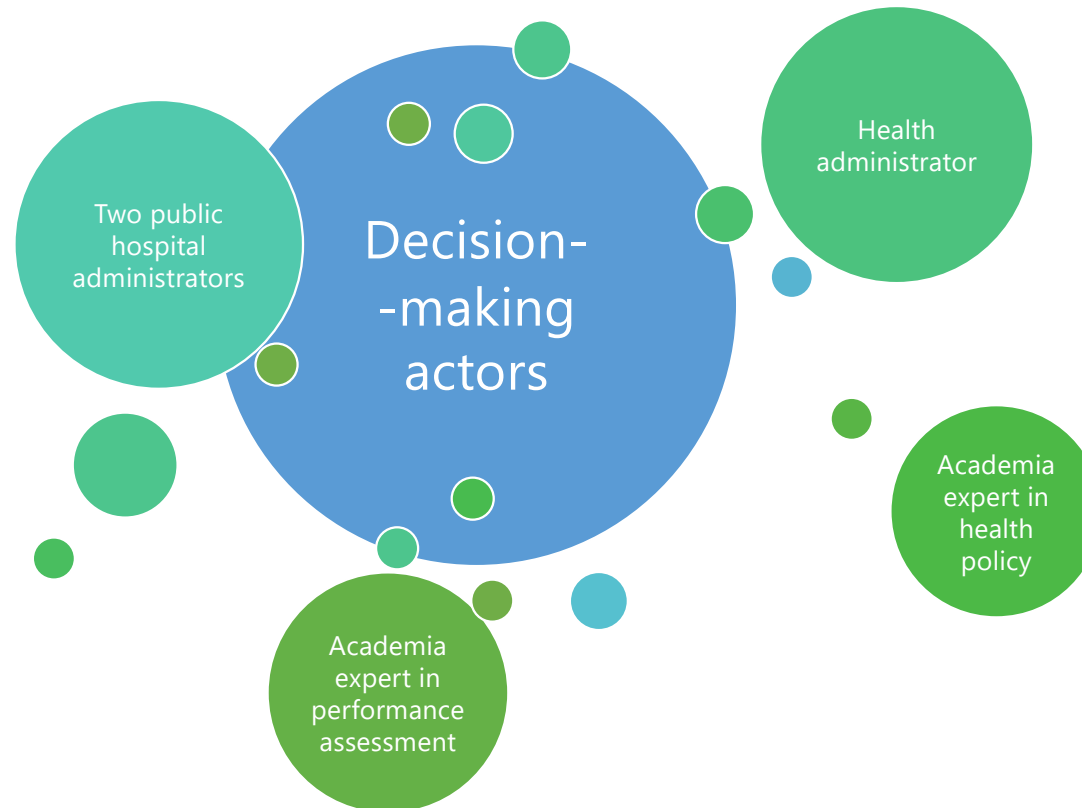 Decision-
-making
actors
Two public
hospital
administrators
Health
administrator
Academia
expert in
health
policy
Academia
expert in
performance
assessment